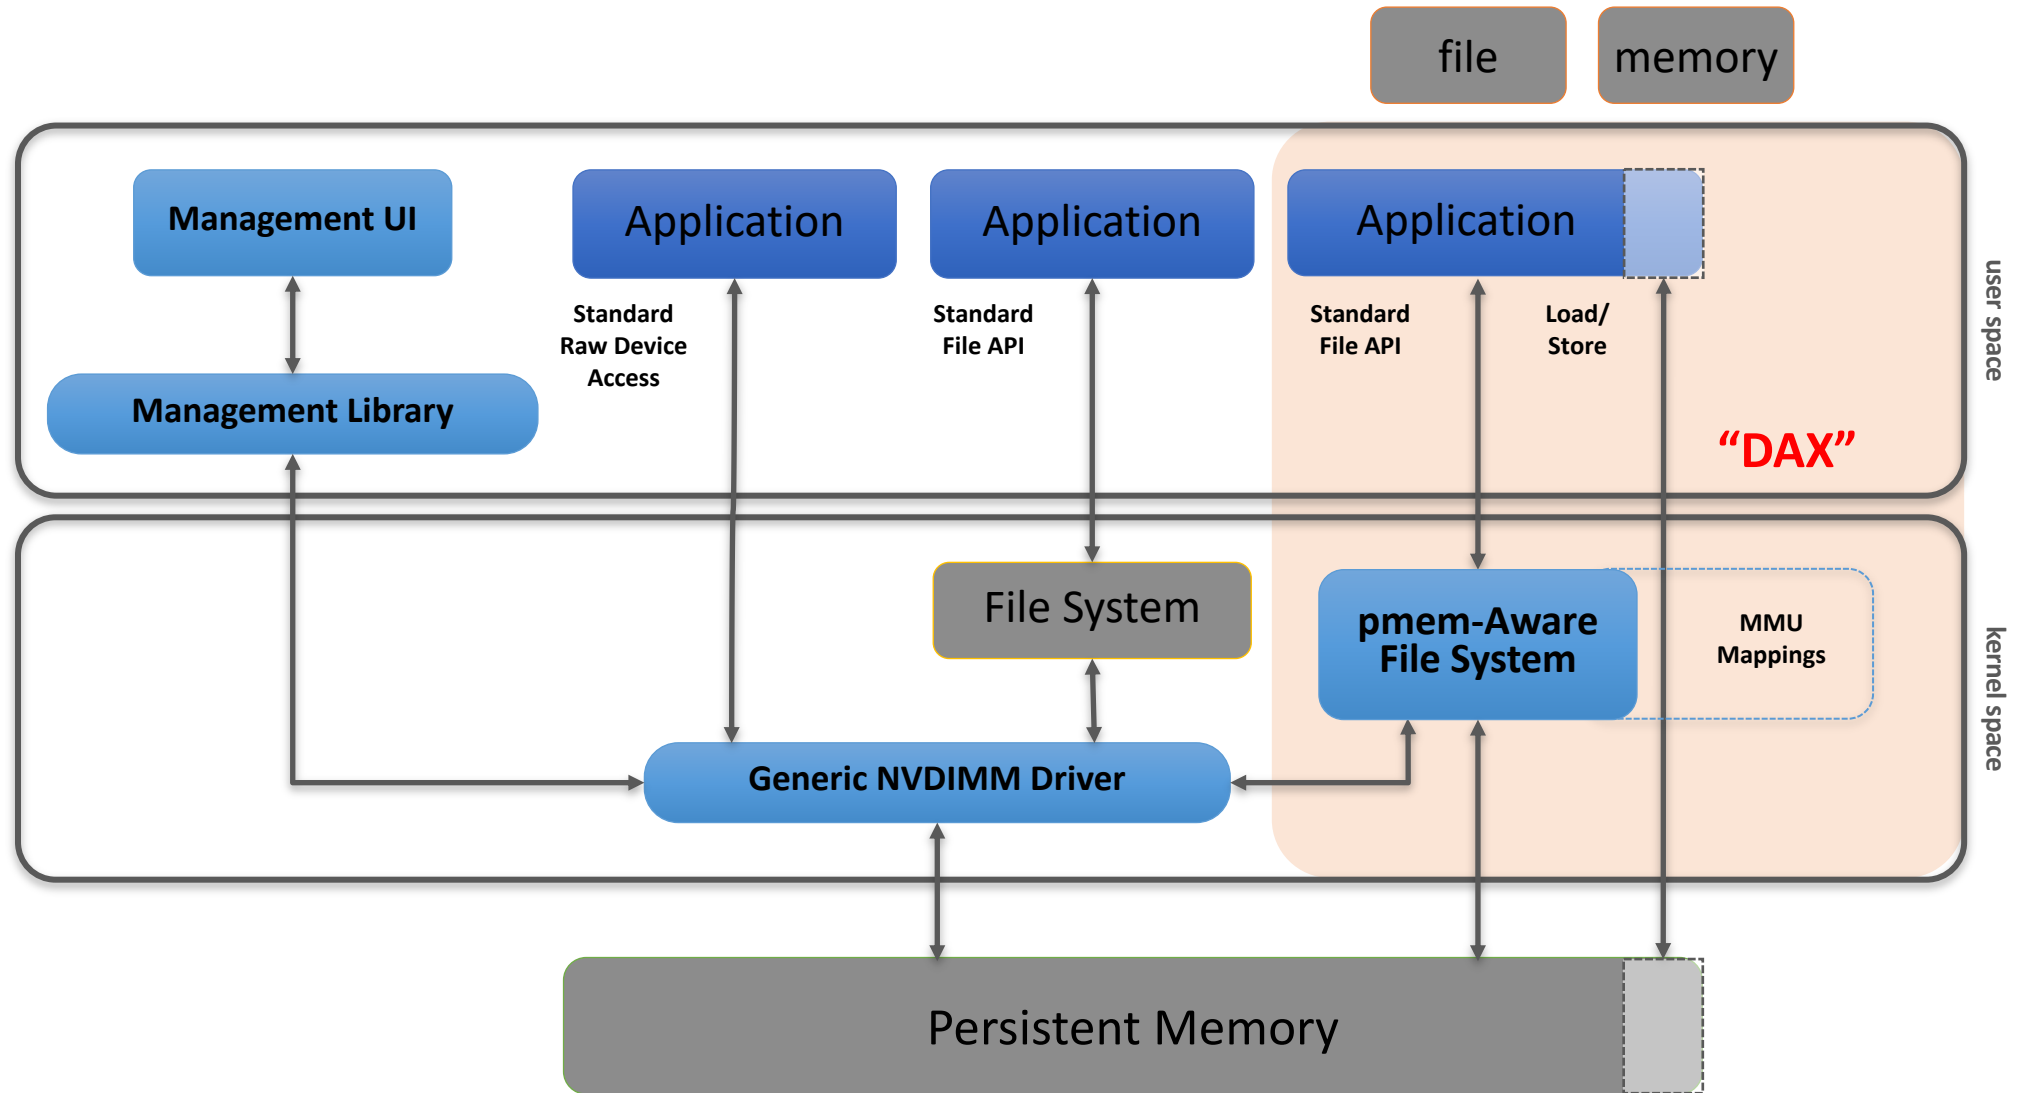 file
memory
Management UI
Application
Application
Application
Standard
Raw Device
Access
Standard
File API
Standard
File API
Load/
Store
user space
Management Library
“DAX”
File System
pmem-Aware
File System
MMU
Mappings
kernel space
Generic NVDIMM Driver
Persistent Memory